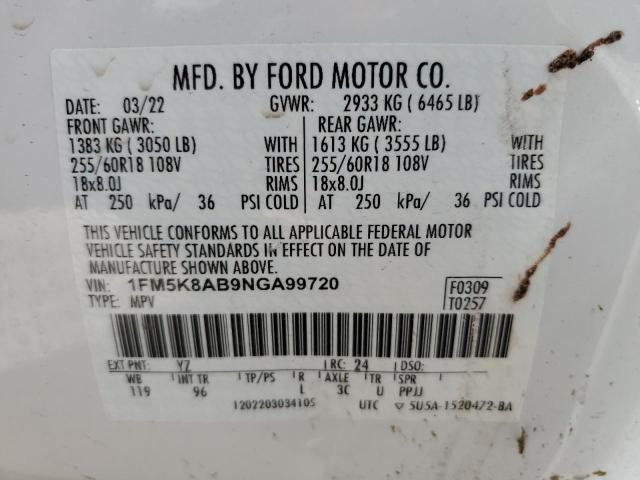 MFD. BY FORD MOTOR CO.
DATE: 03/22 GVWR: 2933 KG ( 6465 LB)
FRONT GAWR: REAR GAWR:
1383 KG ( 3050 LB) WITH 1613 KG ( 3555 LB) WITH
255/60R18 108V TIRES 255/60R18 108V TIRES
18x8.0J RIMS 18x8.0J RIMS
AT 250 kPa/ 36 PSI COLD AT 250 kPa/ 36 PSI COLD
THIS VEHICLE CONFORMS TO ALL APPLICABLE FEDERAL MOTOR
VEHICLE SAFETY STANDARDS IN EFFECT ON THE DATE OF
MANUFACTURE SHOWN ABOVE.
VIN: 1FM5K8AB9NGA99720 F0309
TYPE: MPV T0257
EXT PNT: YZ RC: 24 DSO:
WB INT TR TP/PS R AXLE TR SPR
119 96 L 3C U PPJJ
1202203034105 UTC ▽ 5U5A-1520472-BA